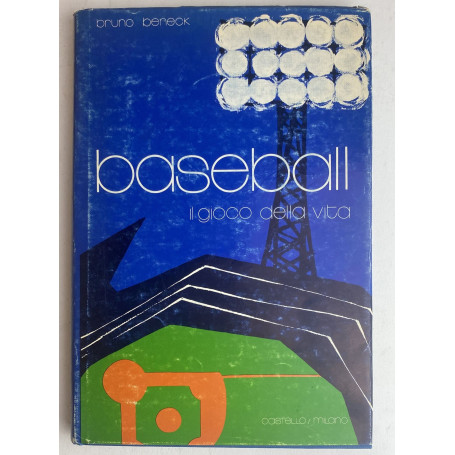 bruno beneck
baseball
il gioco della vita
castello/milano